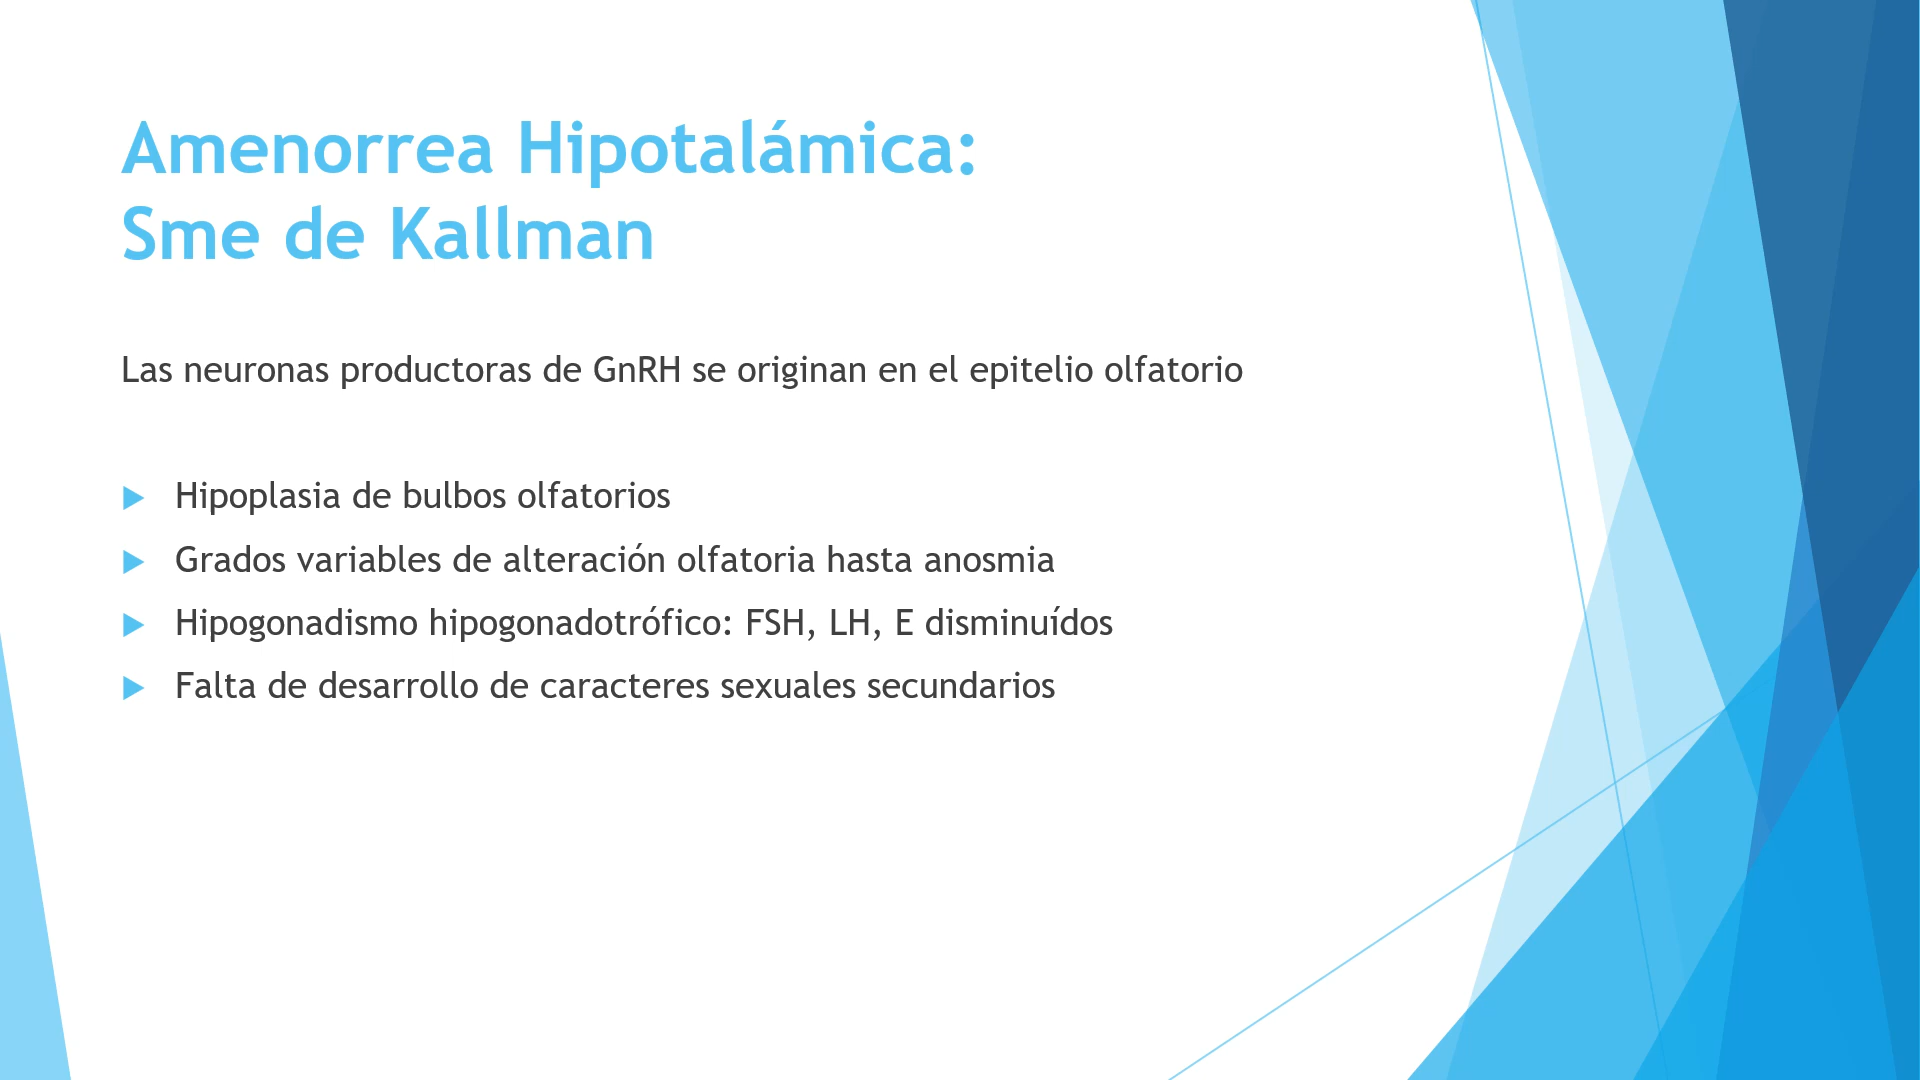 Amenorrea Hipotalámica:
Sme de Kallman
Las neuronas productoras de GnRH se originan en el epitelio olfatorio
Hipoplasia de bulbos olfatorios
Grados variables de alteración olfatoria hasta anosmia
Hipogonadismo hipogonadotrófico: FSH, LH, E disminuídos
Falta de desarrollo de caracteres sexuales secundarios